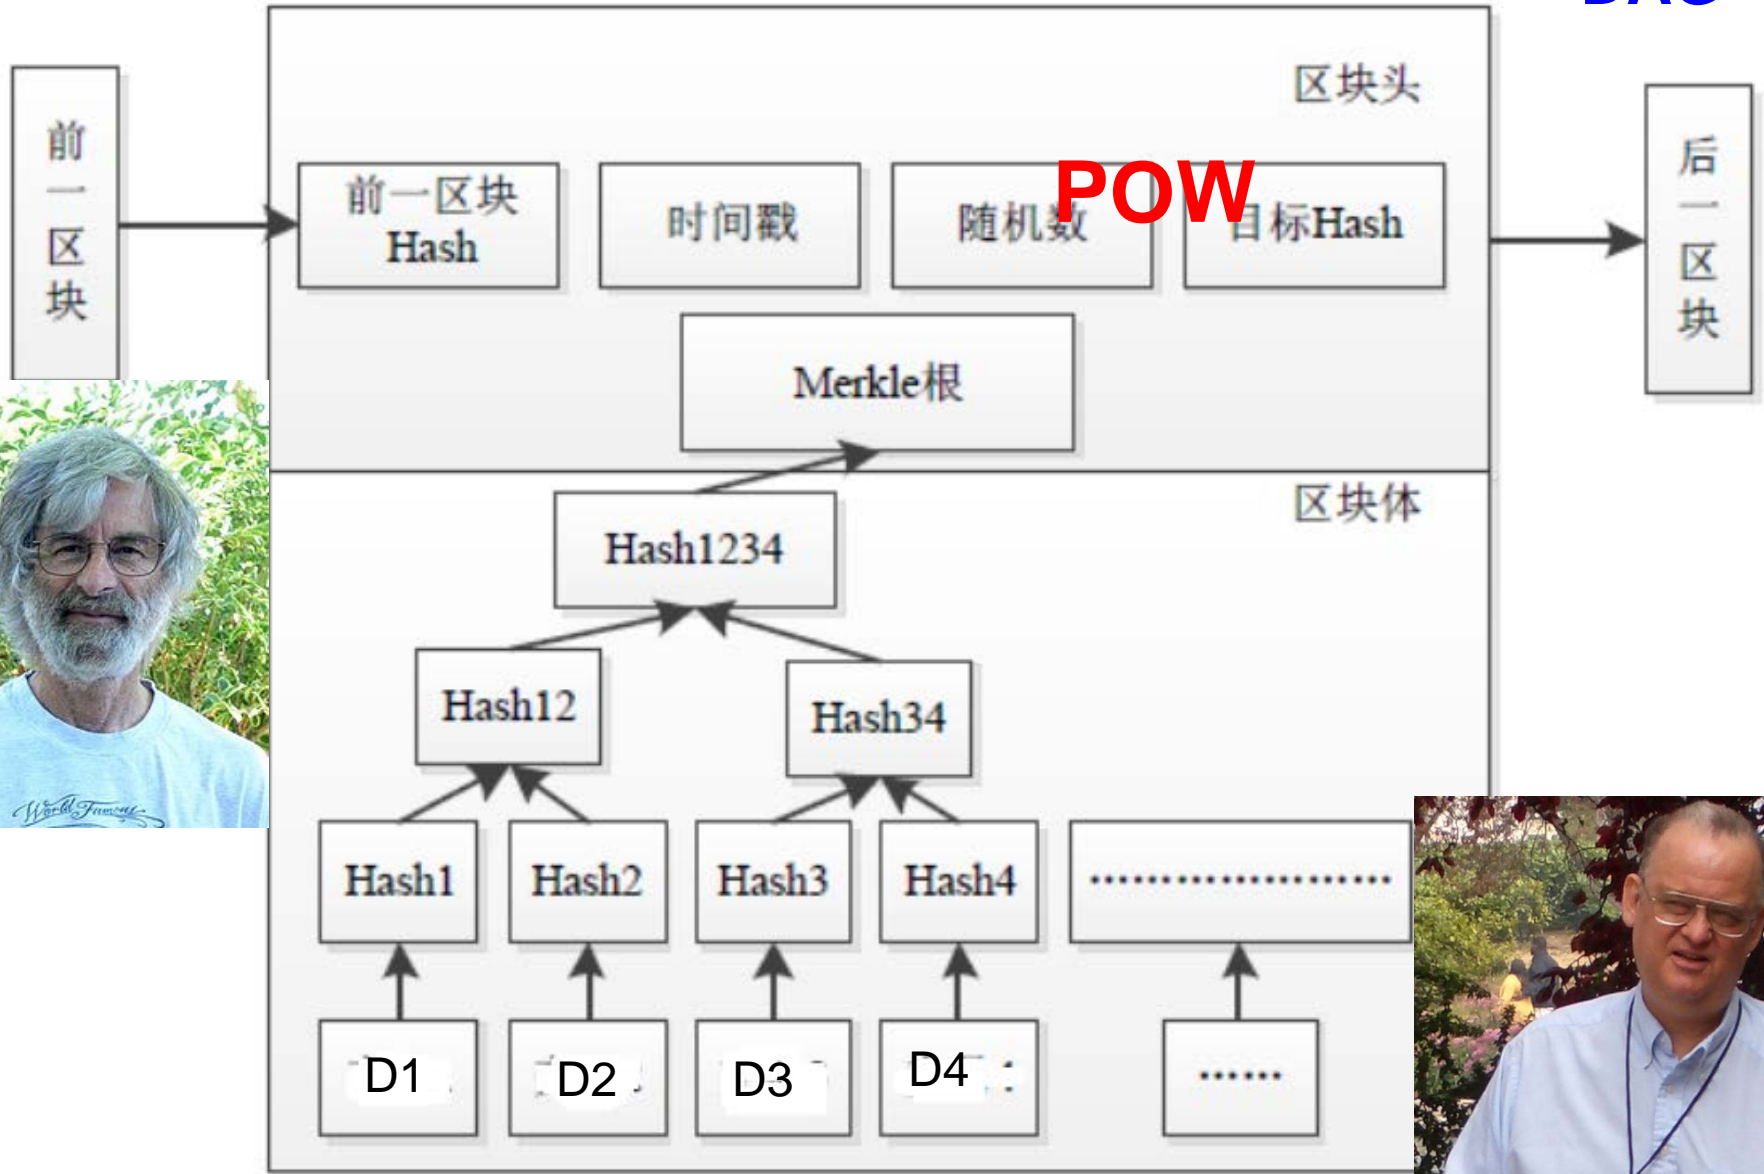 区块头
前
一
区
块
前一区块
Hash
时间戳
随机数
POW
目标Hash
后
一
区
块
Merkle根
区块体
Hash1234
Hash12
Hash34
Hash1
Hash2
Hash3
Hash4
……………………
D1
D2
D3
D4
……
World Famous